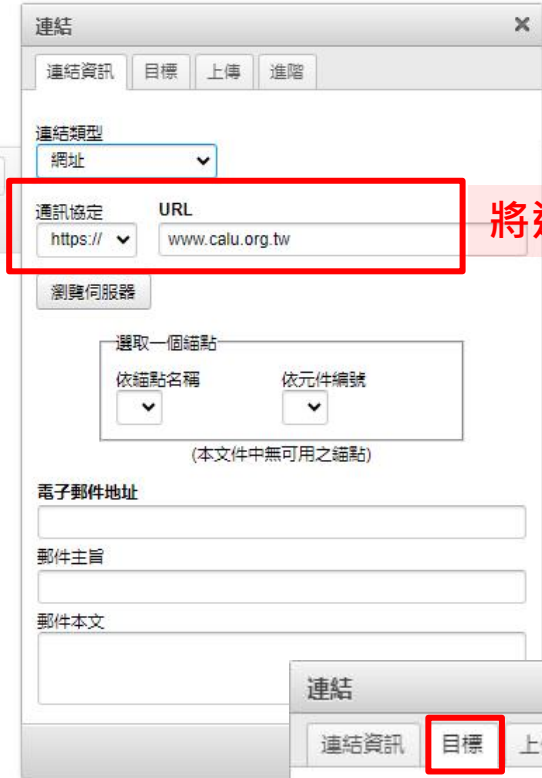 連結
連結資訊 目標 上傳 進階
連結類型
網址
通訊協定 URL
https:// www.calu.org.tw
將
瀏覽伺服器
選取一個錨點
依錨點名稱 依元件編號
(本文件中無可用之錨點)
電子郵件地址
郵件主旨
郵件本文
連結
連結資訊 目標 上